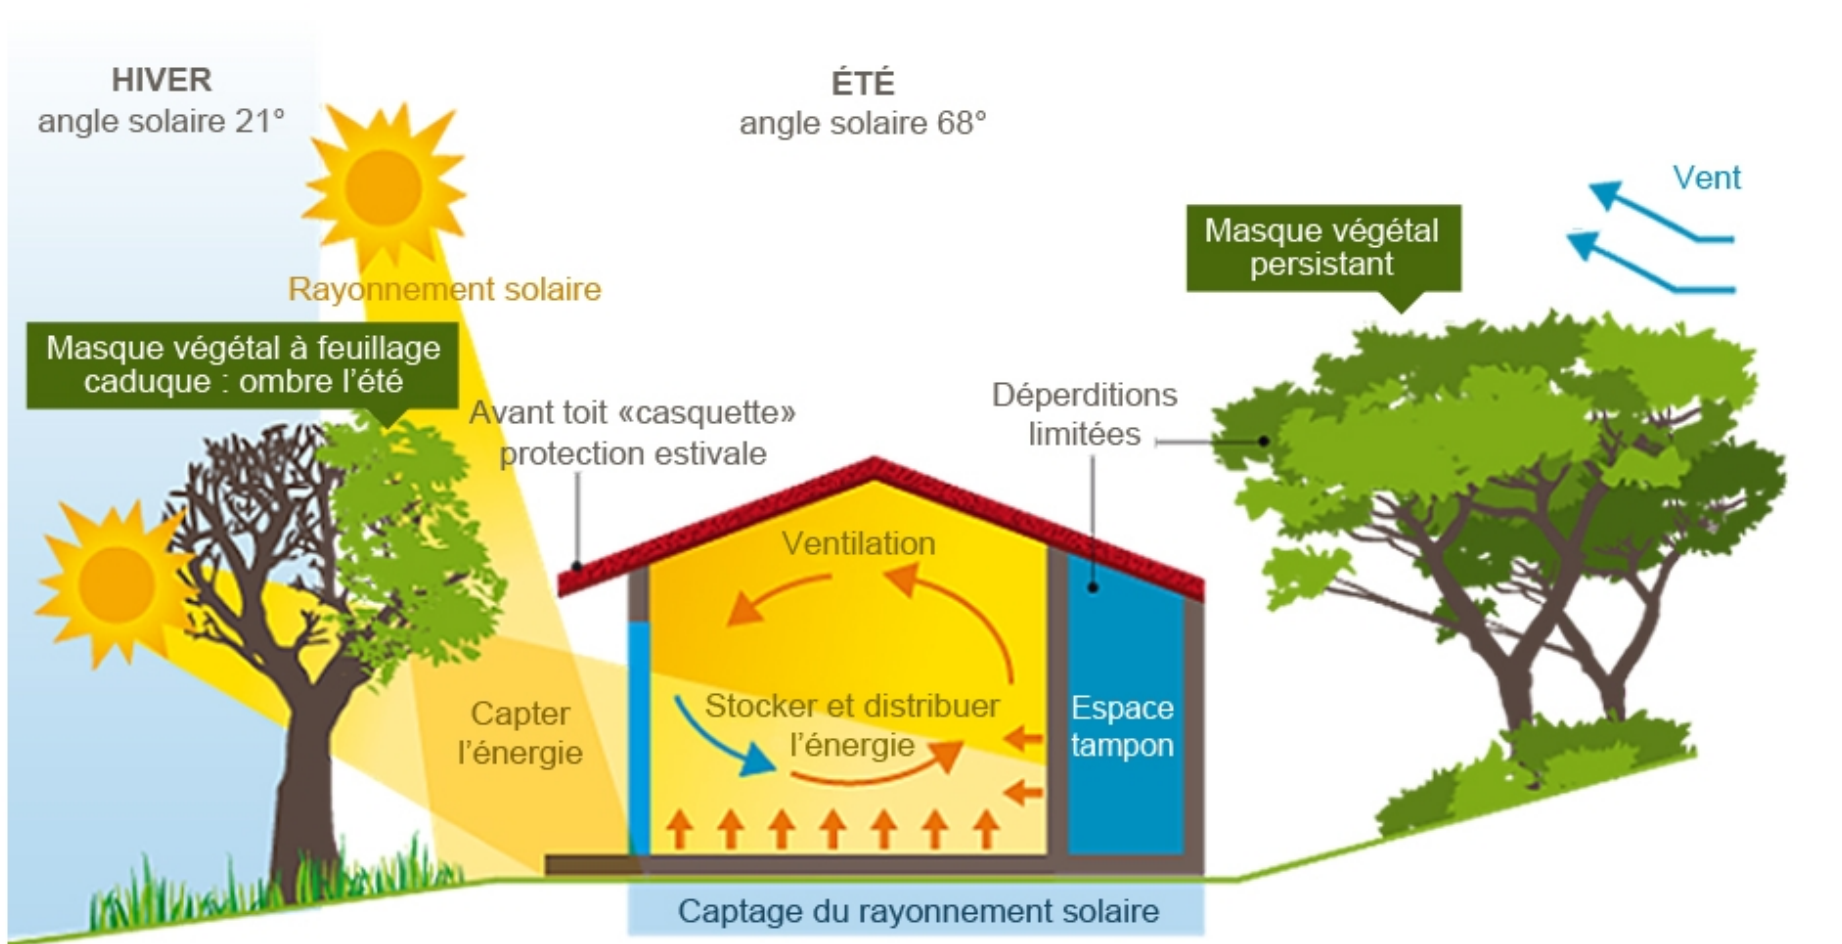 HIVER
angle solaire 21°
ÉTÉ
angle solaire 68°
Vent
Masque végétal
persistant
Rayonnement solaire
Masque végétal à feuillage
caduque : ombre l’été
Avant toit «casquette»
protection estivale
Déperditions
limitées
Ventilation
Stocker et distribuer
l’énergie
Capter
l’énergie
Espace
tampon
Captage du rayonnement solaire